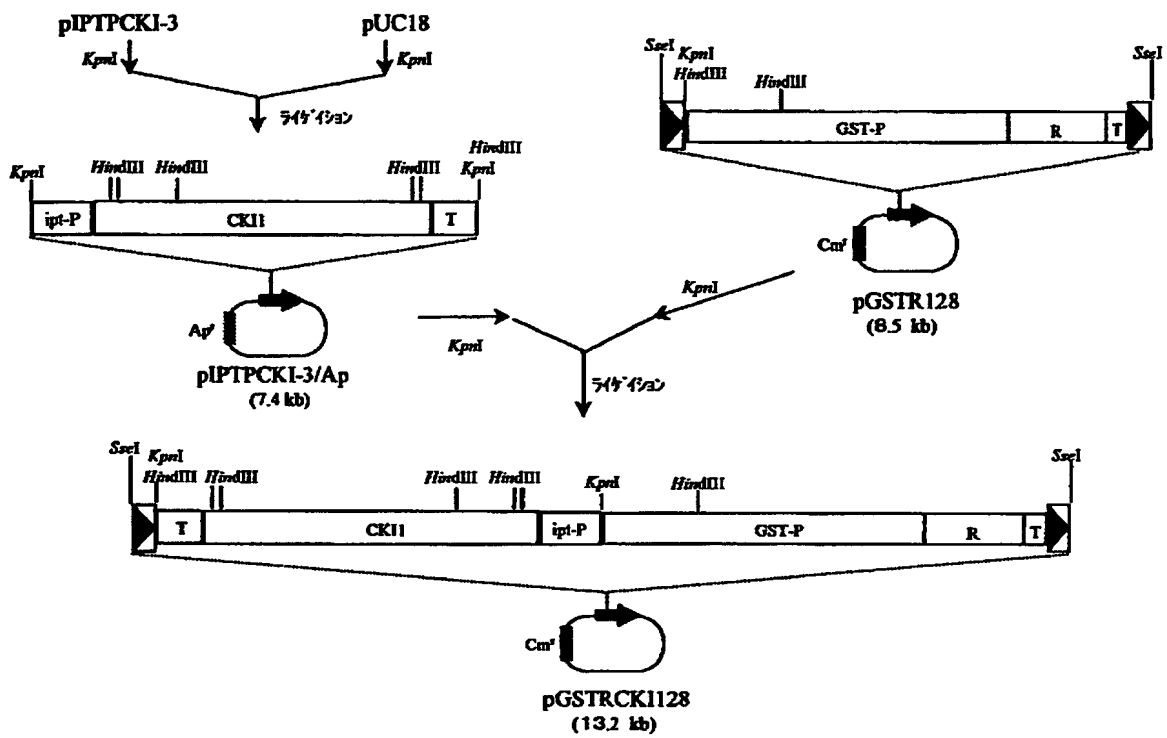 pIPTPCKI-3
pUC18
KpnI
KpnI
ライゲイション
KpnI
HindIII
HindIII
HindIII
HindIII
KpnI
ipt-P
CKI1
T
Apʳ
pIPTPCKI-3/Ap
(7.4 kb)
SseI
KpnI
HindIII
HindIII
SseI
GST-P
R
T
Cmʳ
pGSTR128
(8.5 kb)
KpnI
KpnI
ライゲイション
SseI
KpnI
HindIII
HindIII
HindIII
HindIII
KpnI
HindIII
SseI
T
CKI1
ipt-P
GST-P
R
T
Cmʳ
pGSTRCKI128
(13.2 kb)